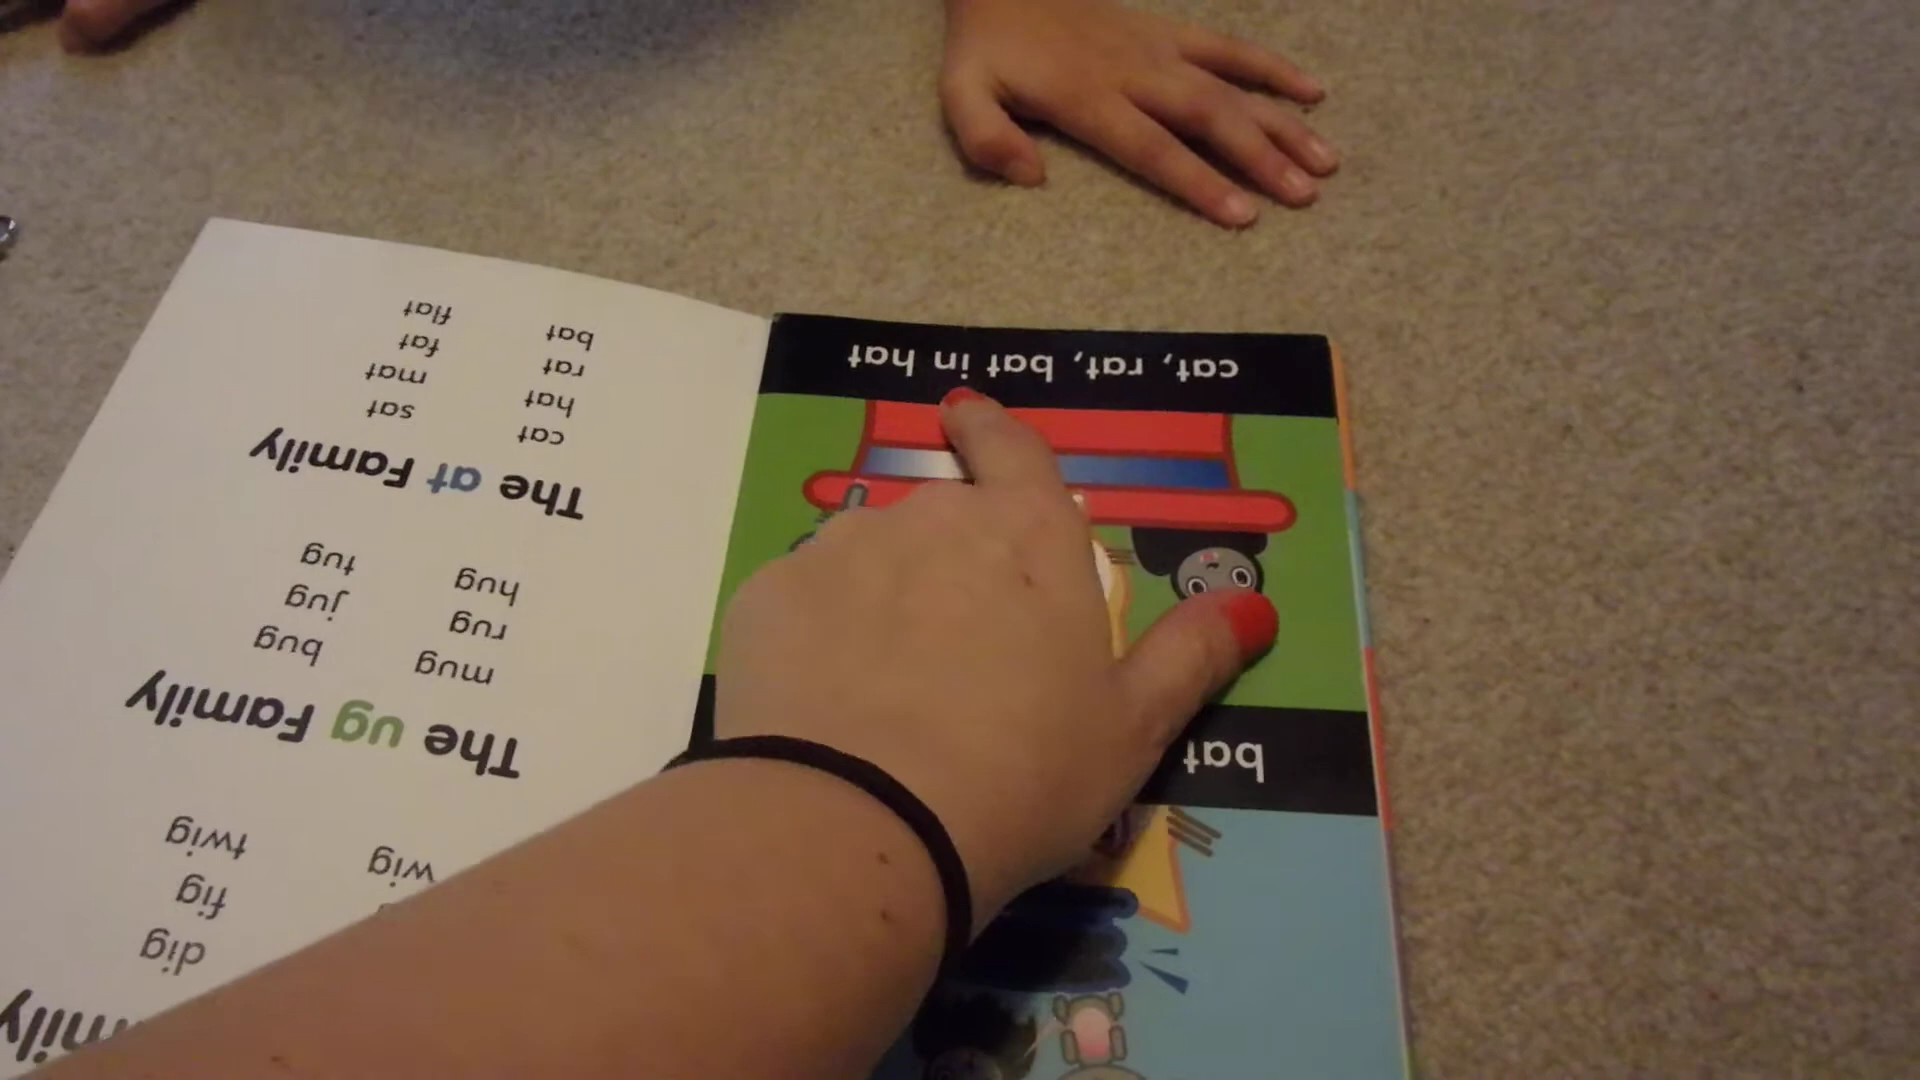 mily
dig
fig
wig
twig
The ug Family
mug
bug
rug
jug
hug
tug
The at Family
cat
sat
hat
mat
rat
fat
bat
flat
bat
cat, rat, bat in hat